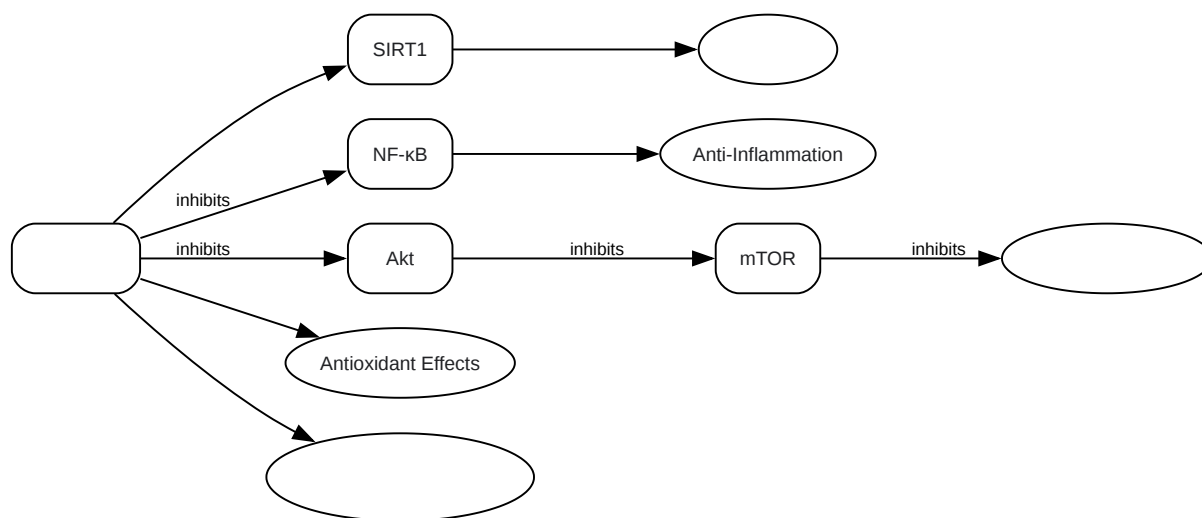 SIRT1
NF-κB
Anti-Inflammation
inhibits
inhibits
Akt
inhibits
mTOR
inhibits
Antioxidant Effects